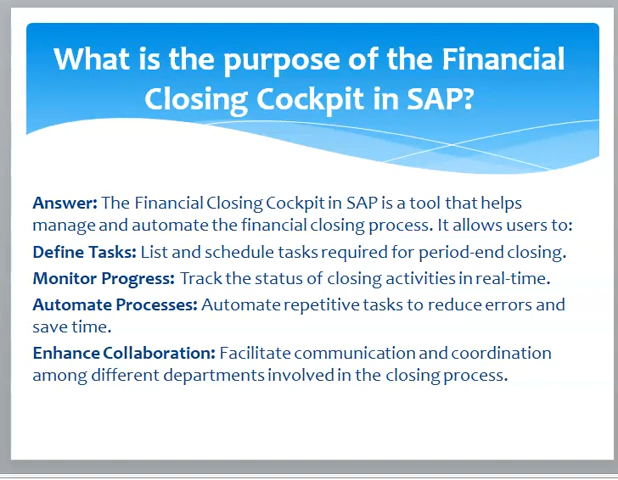 What is the purpose of the Financial
Closing Cockpit in SAP?
Answer: The Financial Closing Cockpit in SAP is a tool that helps
manage and automate the financial closing process. It allows users to:
Define Tasks: List and schedule tasks required for period-end closing.
Monitor Progress: Track the status of closing activities in real-time.
Automate Processes: Automate repetitive tasks to reduce errors and
save time.
Enhance Collaboration: Facilitate communication and coordination
among different departments involved in the closing process.